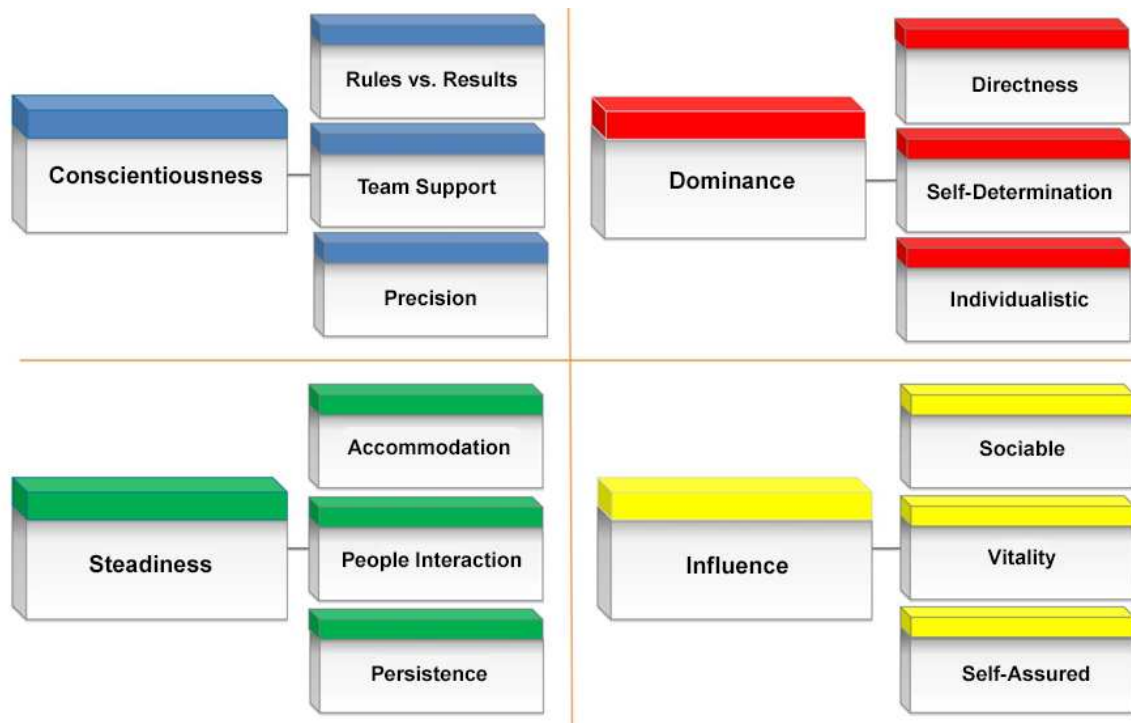 Conscientiousness
Rules vs. Results
Team Support
Precision
Dominance
Directness
Self-Determination
Individualistic
Steadiness
Accommodation
People Interaction
Persistence
Influence
Sociable
Vitality
Self-Assured